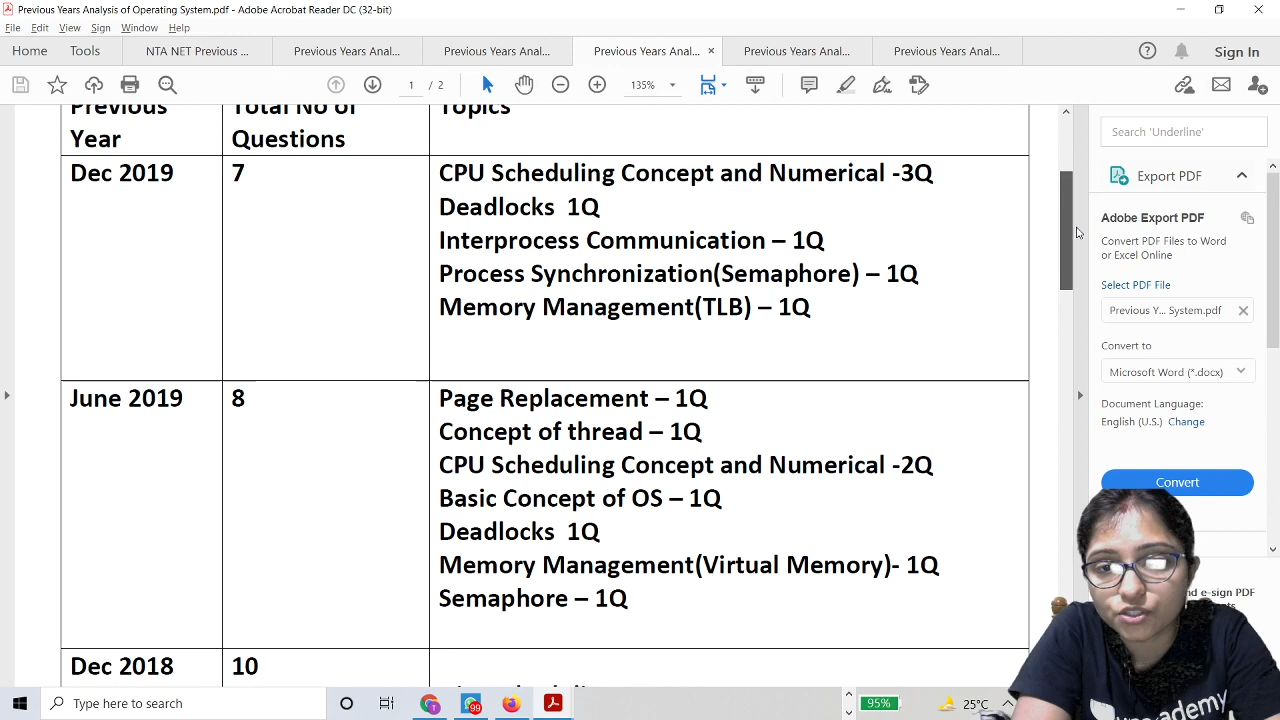 Previous Years Analysis of Operating System.pdf - Adobe Acrobat Reader DC (32-bit)
File Edit View Sign Window Help
Home Tools NTA NET Previous ... Previous Years Anal... Previous Years Anal... Previous Years Anal... × Previous Years Anal... Previous Years Anal... Sign In
1 / 2 135%
Previous Total No of Topics
Year Questions
Dec 2019 7 CPU Scheduling Concept and Numerical -3Q
Deadlocks 1Q
Interprocess Communication – 1Q
Process Synchronization(Semaphore) – 1Q
Memory Management(TLB) – 1Q
June 2019 8 Page Replacement – 1Q
Concept of thread – 1Q
CPU Scheduling Concept and Numerical -2Q
Basic Concept of OS – 1Q
Deadlocks 1Q
Memory Management(Virtual Memory)- 1Q
Semaphore – 1Q
Dec 2018 10
Search 'Underline'
Export PDF
Adobe Export PDF
Convert PDF Files to Word
or Excel Online
Select PDF File
Previous Y... System.pdf
Convert to
Microsoft Word (*.docx)
Document Language:
English (U.S.) Change
Convert
nd e-sign PDF
Type here to search
99
95%
25°C